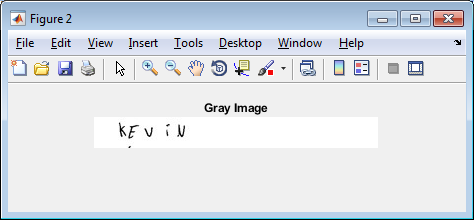 Figure 2
File Edit View Insert Tools Desktop Window Help
Gray Image
KEViN